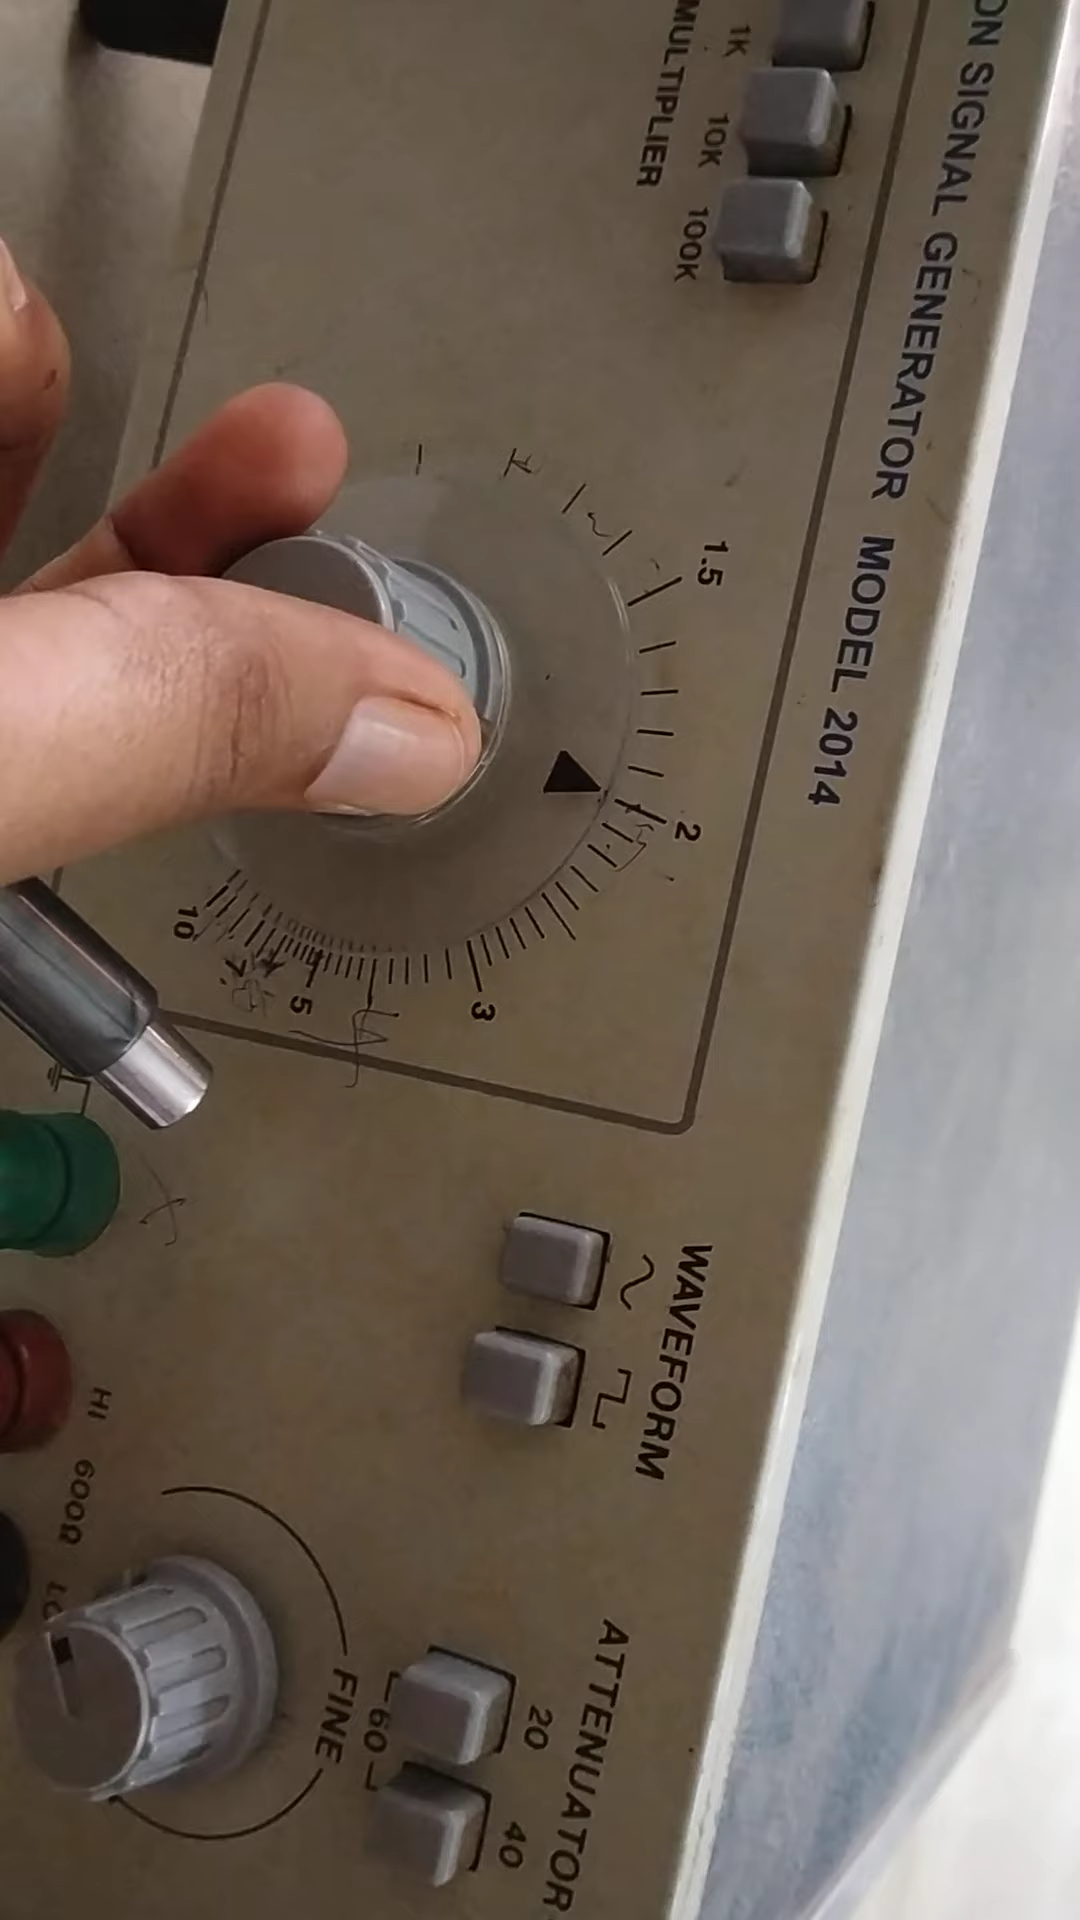 ON SIGNAL GENERATOR MODEL 2014
1K 10K 100K
MULTIPLIER
1.5
2
3
5
10
WAVEFORM
ATTENUATOR
20
40
60
FINE
HI 600Ω LO